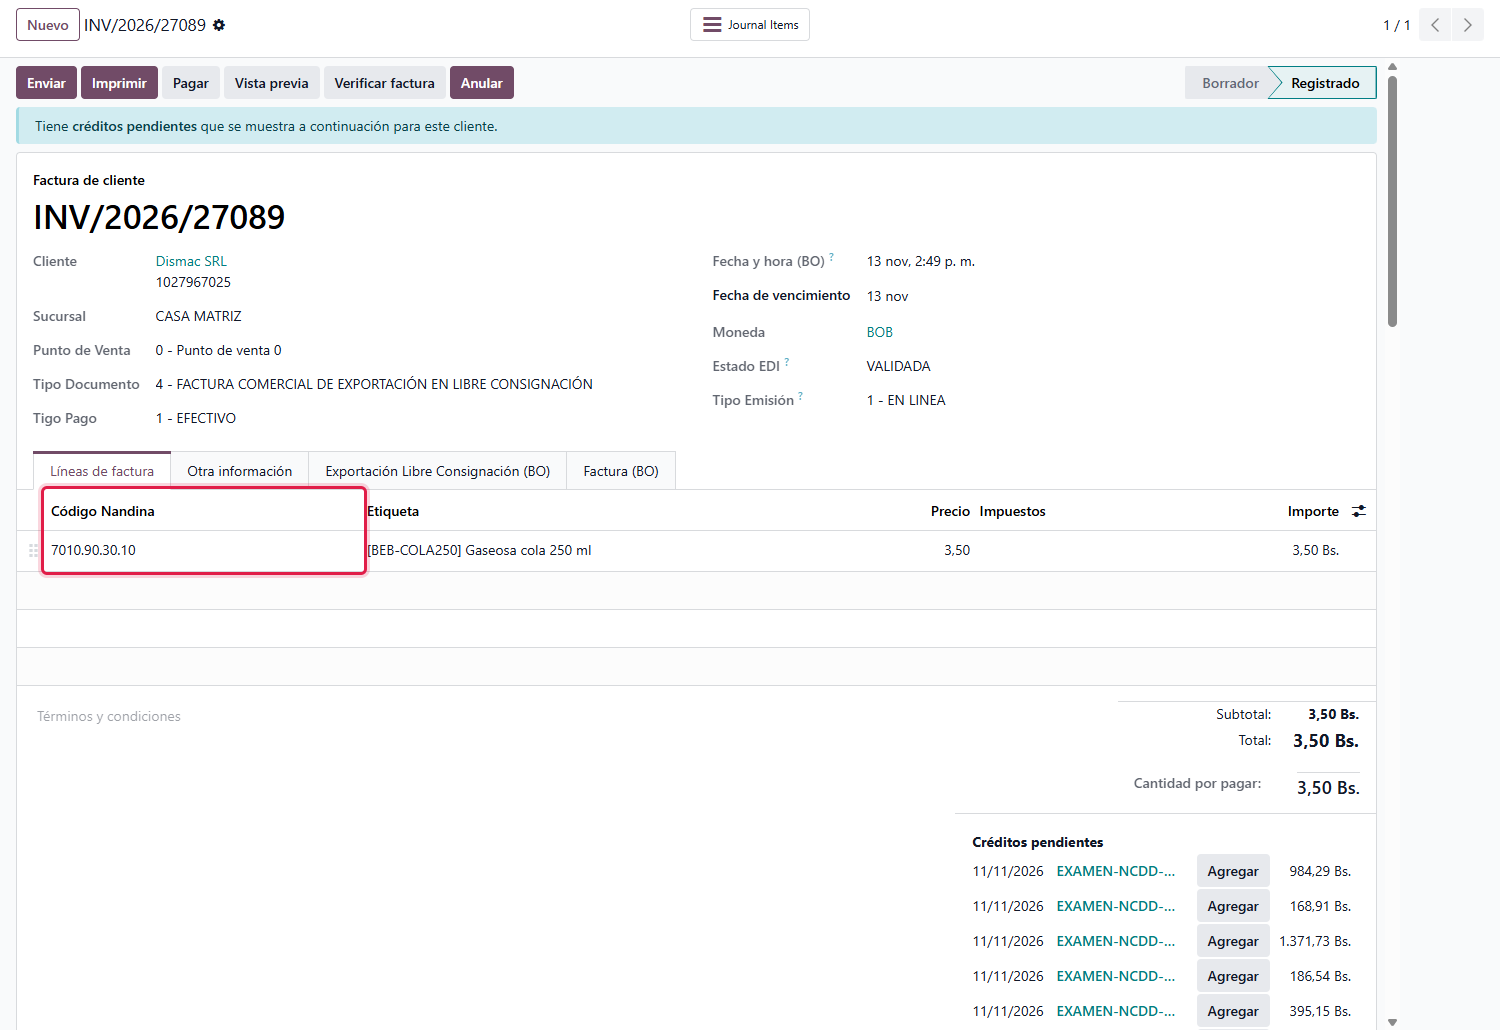 Nuevo INV/2026/27089 Journal Items 1 / 1
Enviar Imprimir Pagar Vista previa Verificar factura Anular Borrador Registrado
Tiene créditos pendientes que se muestra a continuación para este cliente.
Factura de cliente
INV/2026/27089
Cliente Dismac SRL Fecha y hora (BO) ? 13 nov, 2:49 p. m.
1027967025
Fecha de vencimiento 13 nov
Sucursal CASA MATRIZ
Moneda BOB
Punto de Venta 0 - Punto de venta 0
Estado EDI ? VALIDADA
Tipo Documento 4 - FACTURA COMERCIAL DE EXPORTACIÓN EN LIBRE CONSIGNACIÓN
Tipo Emisión ? 1 - EN LINEA
Tigo Pago 1 - EFECTIVO
Líneas de factura Otra información Exportación Libre Consignación (BO) Factura (BO)
Código Nandina Etiqueta Precio Impuestos Importe
7010.90.30.10 [BEB-COLA250] Gaseosa cola 250 ml 3,50 3,50 Bs.
Términos y condiciones
Subtotal: 3,50 Bs.
Total: 3,50 Bs.
Cantidad por pagar: 3,50 Bs.
Créditos pendientes
11/11/2026 EXAMEN-NCDD-... Agregar 984,29 Bs.
11/11/2026 EXAMEN-NCDD-... Agregar 168,91 Bs.
11/11/2026 EXAMEN-NCDD-... Agregar 1.371,73 Bs.
11/11/2026 EXAMEN-NCDD-... Agregar 186,54 Bs.
11/11/2026 EXAMEN-NCDD-... Agregar 395,15 Bs.